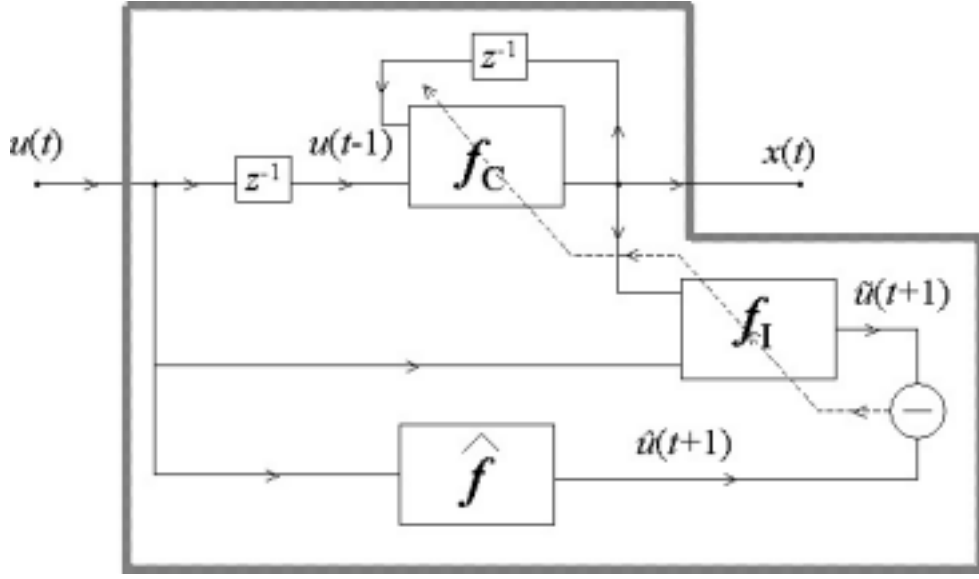 z⁻¹
u(t)
u(t-1)
f_C
x(t)
z⁻¹
ũ(t+1)
f_I
−
û(t+1)
f̂